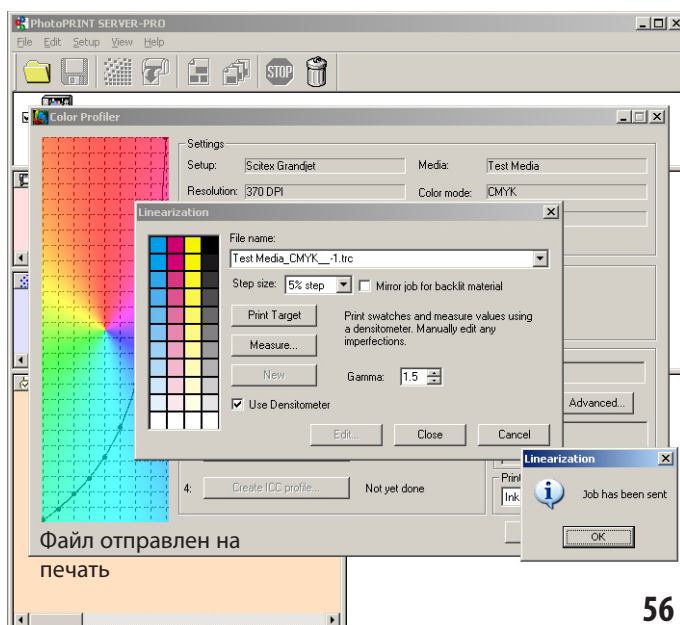 PhotoPRINT SERVER-PRO
File Edit Setup View Help
STOP
Color Profiler
Settings
Setup: Scitex Grandjet Media: Test Media
Resolution: 370 DPI Color mode: CMYK
Linearization
File name:
Test Media_CMYK__-1.trc
Step size: 5% step Mirror job for backlit material
Print Target
Print swatches and measure values using
a densitometer. Manually edit any
imperfections.
Measure...
New Gamma: 1.5
Use Densitometer
Advanced...
Edit... Close Cancel
Linearization
Job has been sent
OK
4: Create ICC profile... Not yet done
Print
Ink
Файл отправлен на
печать
56